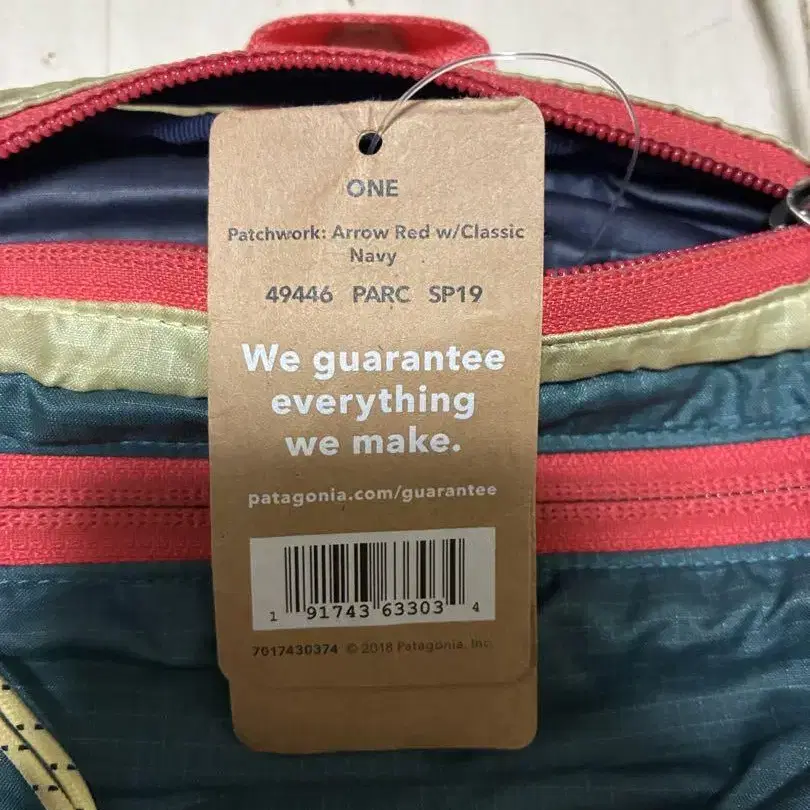 ONE
Patchwork: Arrow Red w/Classic
Navy
49446 PARC SP19
We guarantee
everything
we make.
patagonia.com/guarantee
1 91743 63303 4
7017430374 © 2018 Patagonia, Inc.